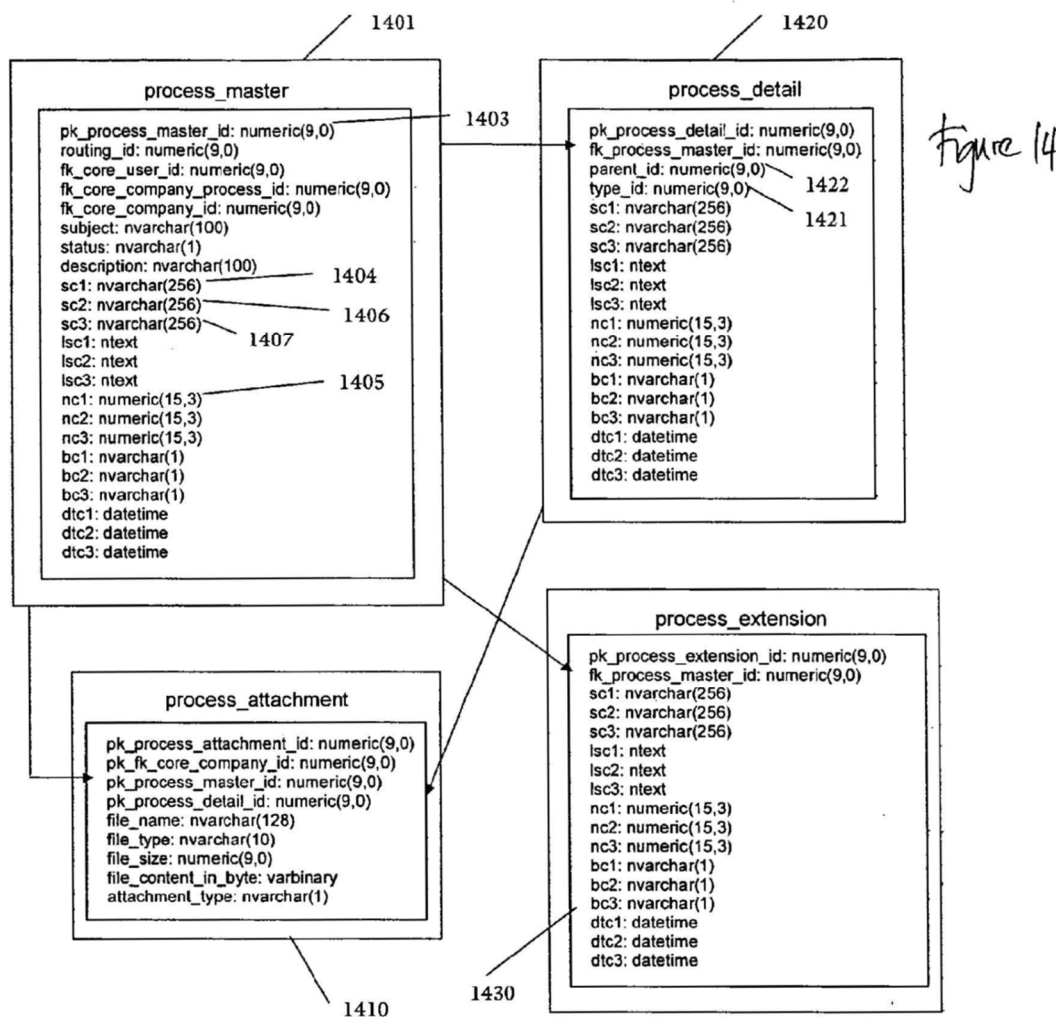 1401
process_master
pk_process_master_id: numeric(9,0)
1403
routing_id: numeric(9,0)
fk_core_user_id: numeric(9,0)
fk_core_company_process_id: numeric(9,0)
fk_core_company_id: numeric(9,0)
subject: nvarchar(100)
status: nvarchar(1)
description: nvarchar(100)
sc1: nvarchar(256)
1404
sc2: nvarchar(256)
1406
sc3: nvarchar(256)
1407
lsc1: ntext
lsc2: ntext
lsc3: ntext
nc1: numeric(15,3)
1405
nc2: numeric(15,3)
nc3: numeric(15,3)
bc1: nvarchar(1)
bc2: nvarchar(1)
bc3: nvarchar(1)
dtc1: datetime
dtc2: datetime
dtc3: datetime
1420
process_detail
pk_process_detail_id: numeric(9,0)
fk_process_master_id: numeric(9,0)
parent_id: numeric(9,0)
1422
type_id: numeric(9,0)
1421
sc1: nvarchar(256)
sc2: nvarchar(256)
sc3: nvarchar(256)
lsc1: ntext
lsc2: ntext
lsc3: ntext
nc1: numeric(15,3)
nc2: numeric(15,3)
nc3: numeric(15,3)
bc1: nvarchar(1)
bc2: nvarchar(1)
bc3: nvarchar(1)
dtc1: datetime
dtc2: datetime
dtc3: datetime
Figure 14
process_attachment
pk_process_attachment_id: numeric(9,0)
pk_fk_core_company_id: numeric(9,0)
pk_process_master_id: numeric(9,0)
pk_process_detail_id: numeric(9,0)
file_name: nvarchar(128)
file_type: nvarchar(10)
file_size: numeric(9,0)
file_content_in_byte: varbinary
attachment_type: nvarchar(1)
1410
process_extension
pk_process_extension_id: numeric(9,0)
fk_process_master_id: numeric(9,0)
sc1: nvarchar(256)
sc2: nvarchar(256)
sc3: nvarchar(256)
lsc1: ntext
lsc2: ntext
lsc3: ntext
nc1: numeric(15,3)
nc2: numeric(15,3)
nc3: numeric(15,3)
bc1: nvarchar(1)
bc2: nvarchar(1)
bc3: nvarchar(1)
dtc1: datetime
dtc2: datetime
dtc3: datetime
1430